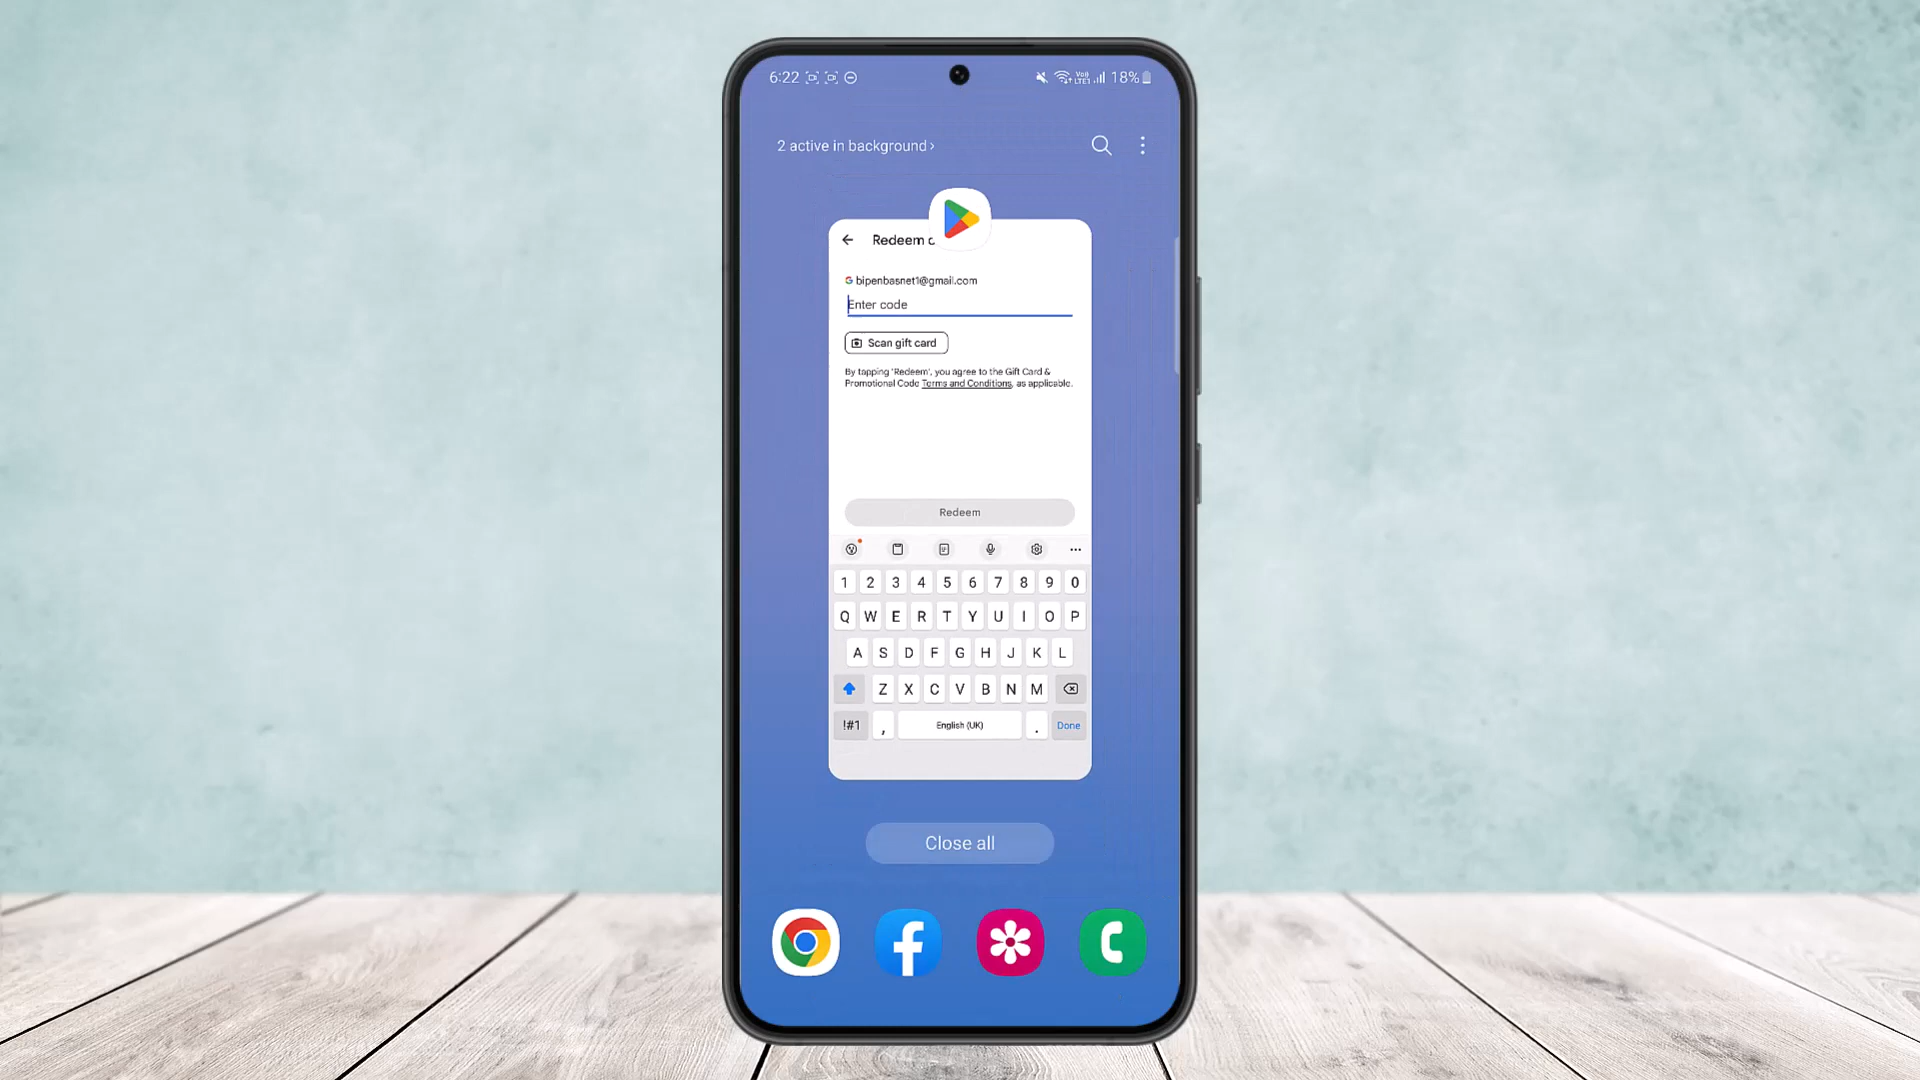 6:22
Vo)) LTE1 18%
2 active in background ›
Redeem c
G bipenbasnet1@gmail.com
Enter code
Scan gift card
By tapping 'Redeem', you agree to the Gift Card &
Promotional Code Terms and Conditions, as applicable.
Redeem
1 2 3 4 5 6 7 8 9 0
Q W E R T Y U I O P
A S D F G H J K L
Z X C V B N M
!#1 , English (UK) . Done
Close all